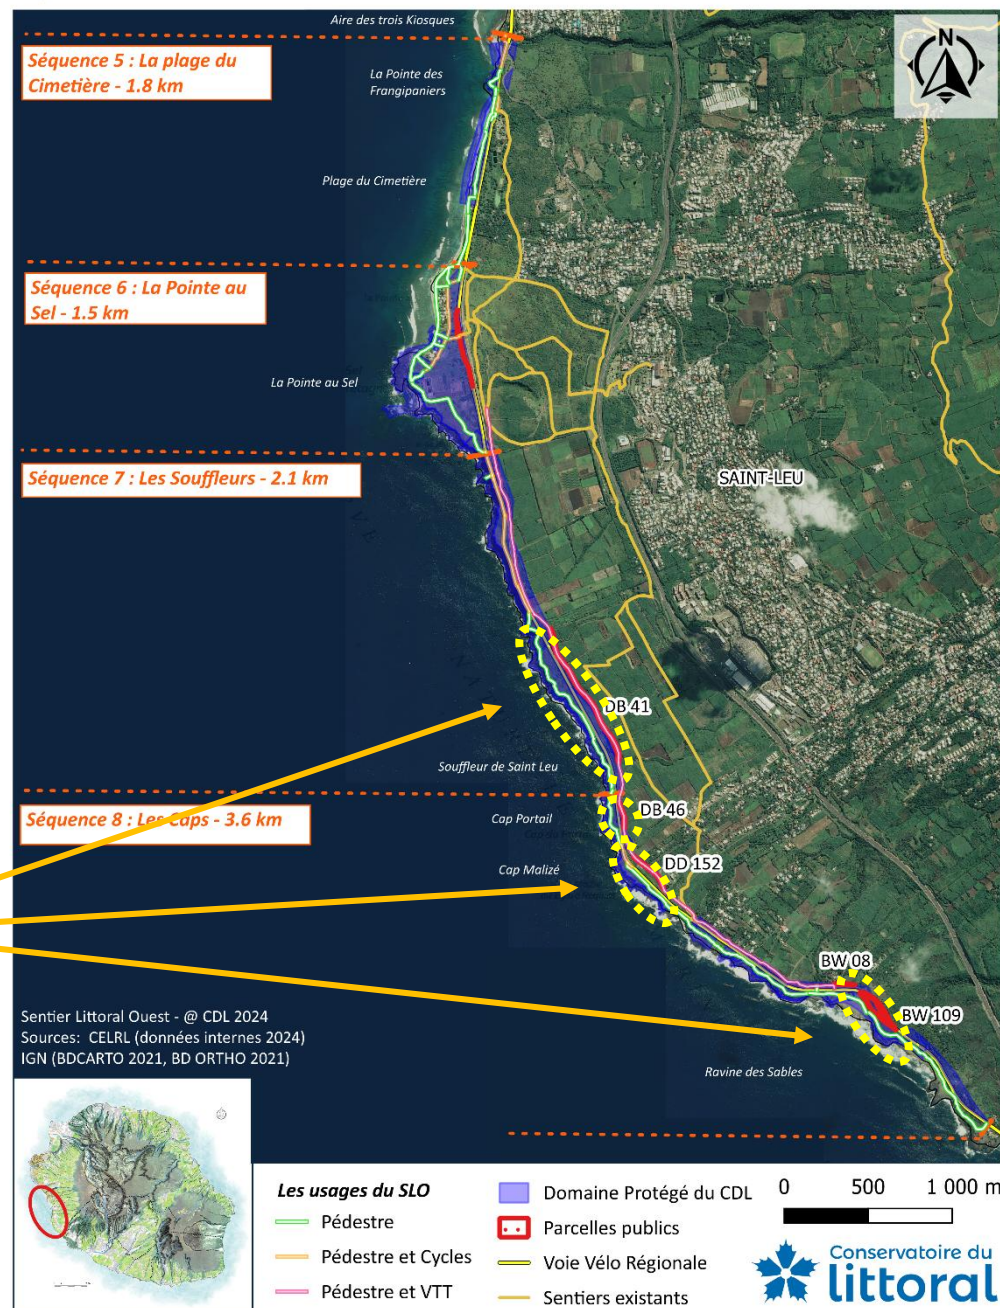 Aire des trois Kiosques
Séquence 5 : La plage du
Cimetière - 1.8 km
La Pointe des
Frangipaniers
N
Plage du Cimetière
Séquence 6 : La Pointe au
Sel - 1.5 km
La Pointe au Sel
Séquence 7 : Les Souffleurs - 2.1 km
SAINT-LEU
DB 41
Souffleur de Saint Leu
Séquence 8 : Les Caps - 3.6 km
Cap Portail
DB 46
Cap Malizé
DD 152
BW 08
BW 109
Ravine des Sables
Sentier Littoral Ouest - @ CDL 2024
Sources: CELRL (données internes 2024)
IGN (BDCARTO 2021, BD ORTHO 2021)
Les usages du SLO
Pédestre
Pédestre et Cycles
Pédestre et VTT
Domaine Protégé du CDL
Parcelles publics
Voie Vélo Régionale
Sentiers existants
0 500 1 000 m
Conservatoire du
littoral